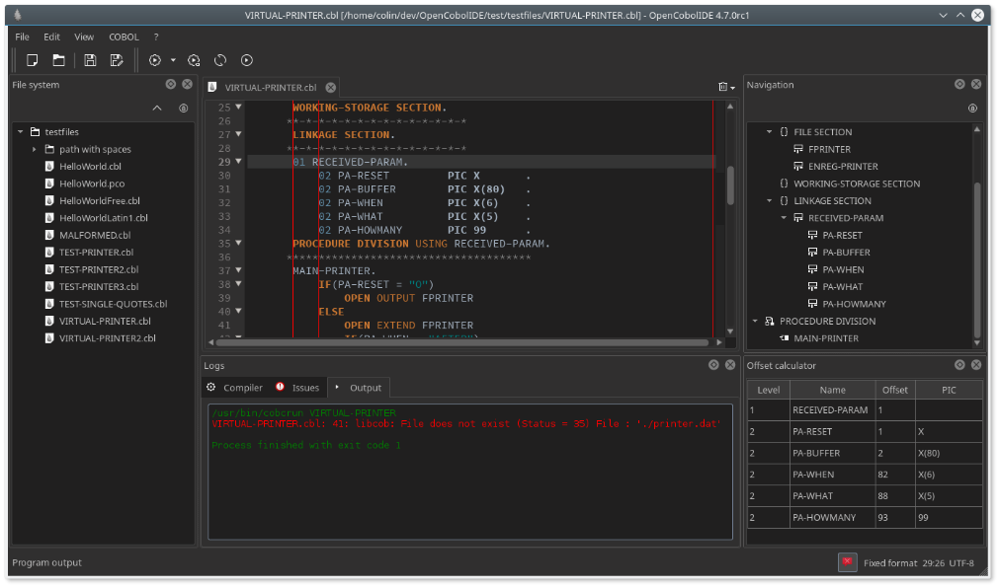 VIRTUAL-PRINTER.cbl [/home/colin/dev/OpenCobolIDE/test/testfiles/VIRTUAL-PRINTER.cbl] - OpenCobolIDE 4.7.0rc1
File Edit View COBOL ?
File system
testfiles
path with spaces
HelloWorld.cbl
HelloWorld.pco
HelloWorldFree.cbl
HelloWorldLatin1.cbl
MALFORMED.cbl
TEST-PRINTER.cbl
TEST-PRINTER2.cbl
TEST-PRINTER3.cbl
TEST-SINGLE-QUOTES.cbl
VIRTUAL-PRINTER.cbl
VIRTUAL-PRINTER2.cbl
VIRTUAL-PRINTER.cbl
25 WORKING-STORAGE SECTION.
26 **-*-*-*-*-*-*-*-*-*-*-*-*-*
27 LINKAGE SECTION.
28 **-*-*-*-*-*-*-*-*-*-*-*-*-*
29 01 RECEIVED-PARAM.
30 02 PA-RESET PIC X .
31 02 PA-BUFFER PIC X(80) .
32 02 PA-WHEN PIC X(6) .
33 02 PA-WHAT PIC X(5) .
34 02 PA-HOWMANY PIC 99 .
35 PROCEDURE DIVISION USING RECEIVED-PARAM.
36 **************************************
37 MAIN-PRINTER.
38 IF(PA-RESET = "O")
39 OPEN OUTPUT FPRINTER
40 ELSE
41 OPEN EXTEND FPRINTER
42 IF(PA-WHEN = "AFTER")
Navigation
FILE SECTION
FPRINTER
ENREG-PRINTER
WORKING-STORAGE SECTION
LINKAGE SECTION
RECEIVED-PARAM
PA-RESET
PA-BUFFER
PA-WHEN
PA-WHAT
PA-HOWMANY
PROCEDURE DIVISION
MAIN-PRINTER
Logs
Compiler Issues Output
/usr/bin/cobcrun VIRTUAL-PRINTER
VIRTUAL-PRINTER.cbl: 41: libcob: File does not exist (Status = 35) File : './printer.dat'
Process finished with exit code 1
Offset calculator
Level Name Offset PIC
1 RECEIVED-PARAM 1
2 PA-RESET 1 X
2 PA-BUFFER 2 X(80)
2 PA-WHEN 82 X(6)
2 PA-WHAT 88 X(5)
2 PA-HOWMANY 93 99
Program output
Fixed format 29:26 UTF-8